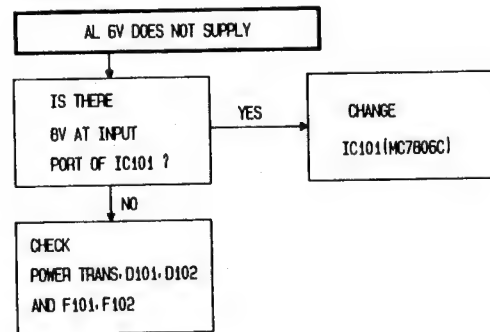 AL 6V DOES NOT SUPPLY
IS THERE
8V AT INPUT
PORT OF IC101 ?
YES
CHANGE
IC101(MC7806C)
NO
CHECK
POWER TRANS, D101, D102
AND F101, F102